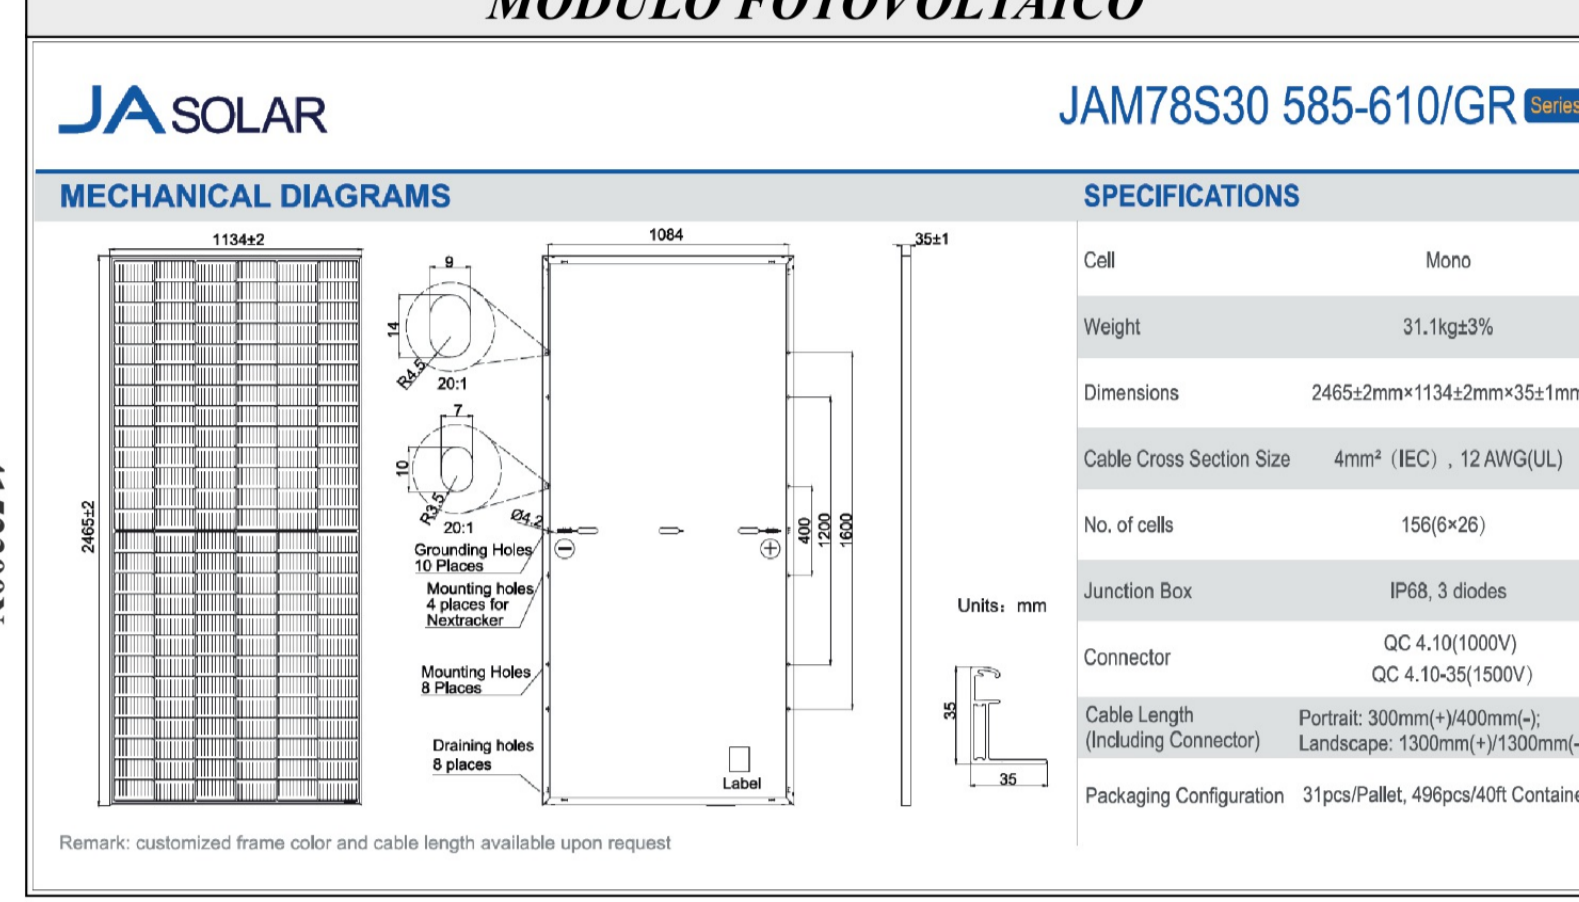 MODULO FOTOVOLTAICO
JA SOLAR
JAM78S30 585-610/GR Series
MECHANICAL DIAGRAMS
SPECIFICATIONS
1134±2
1084
35±1
9
14
R4.5
20:1
7
10
R3.5
20:1
2465±2
Ø4.2
400
1200
1600
Grounding Holes
10 Places
Mounting holes
4 places for
Nextracker
Mounting Holes
8 Places
Draining holes
8 places
Label
Units: mm
35
35
Cell Mono
Weight 31.1kg±3%
Dimensions 2465±2mm×1134±2mm×35±1mm
Cable Cross Section Size 4mm² (IEC) , 12 AWG(UL)
No. of cells 156(6×26)
Junction Box IP68, 3 diodes
Connector QC 4.10(1000V)
QC 4.10-35(1500V)
Cable Length Portrait: 300mm(+)/400mm(-);
(Including Connector) Landscape: 1300mm(+)/1300mm(-
Packaging Configuration 31pcs/Pallet, 496pcs/40ft Containe
Remark: customized frame color and cable length available upon request